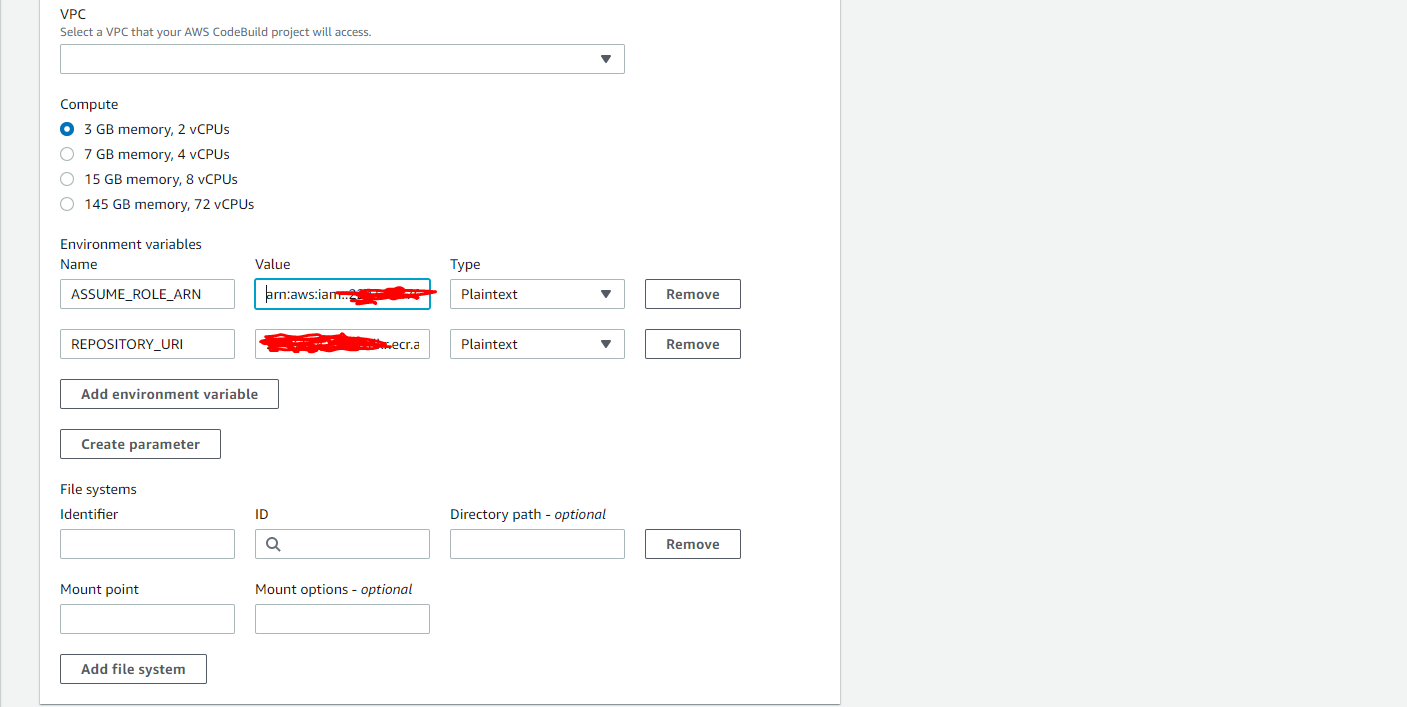 VPC
Select a VPC that your AWS CodeBuild project will access.
Compute
3 GB memory, 2 vCPUs
7 GB memory, 4 vCPUs
15 GB memory, 8 vCPUs
145 GB memory, 72 vCPUs
Environment variables
Name Value Type
ASSUME_ROLE_ARN arn:aws:iam:: Plaintext Remove
REPOSITORY_URI .ecr.a Plaintext Remove
Add environment variable
Create parameter
File systems
Identifier ID Directory path - optional
Remove
Mount point Mount options - optional
Add file system